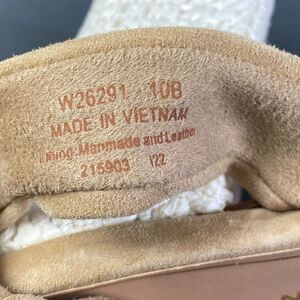 W26291 10B
MADE IN VIETNAM
Lining, Manmade and Leather
215903 122